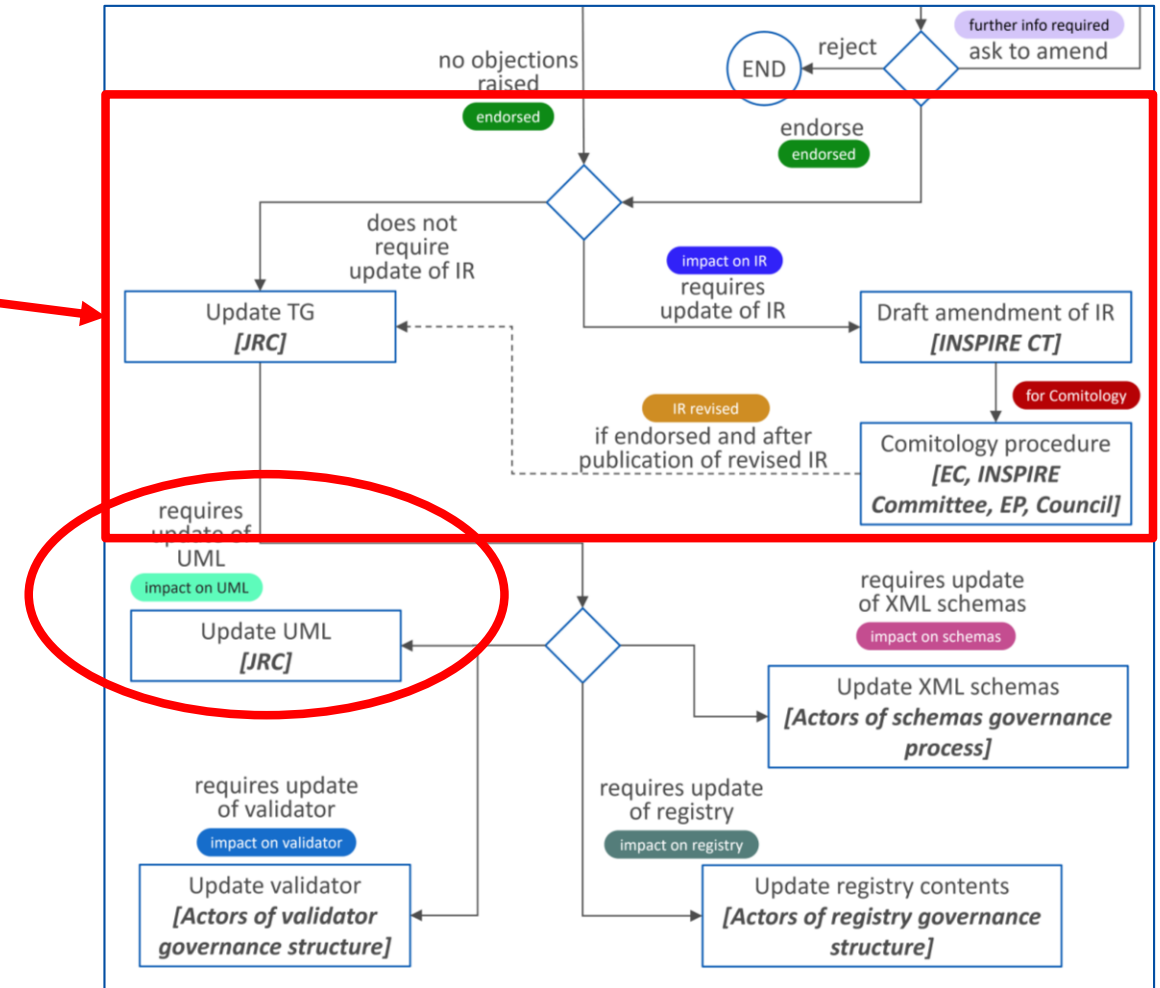 further info required
ask to amend
reject
END
no objections
raised
endorsed
endorse
endorsed
does not
require
update of IR
impact on IR
requires
update of IR
Update TG
[JRC]
Draft amendment of IR
[INSPIRE CT]
for Comitology
IR revised
if endorsed and after
publication of revised IR
Comitology procedure
[EC, INSPIRE
Committee, EP, Council]
requires
update of
UML
impact on UML
Update UML
[JRC]
requires update
of XML schemas
impact on schemas
Update XML schemas
[Actors of schemas governance
process]
requires update
of validator
impact on validator
requires update
of registry
impact on registry
Update validator
[Actors of validator
governance structure]
Update registry contents
[Actors of registry governance
structure]